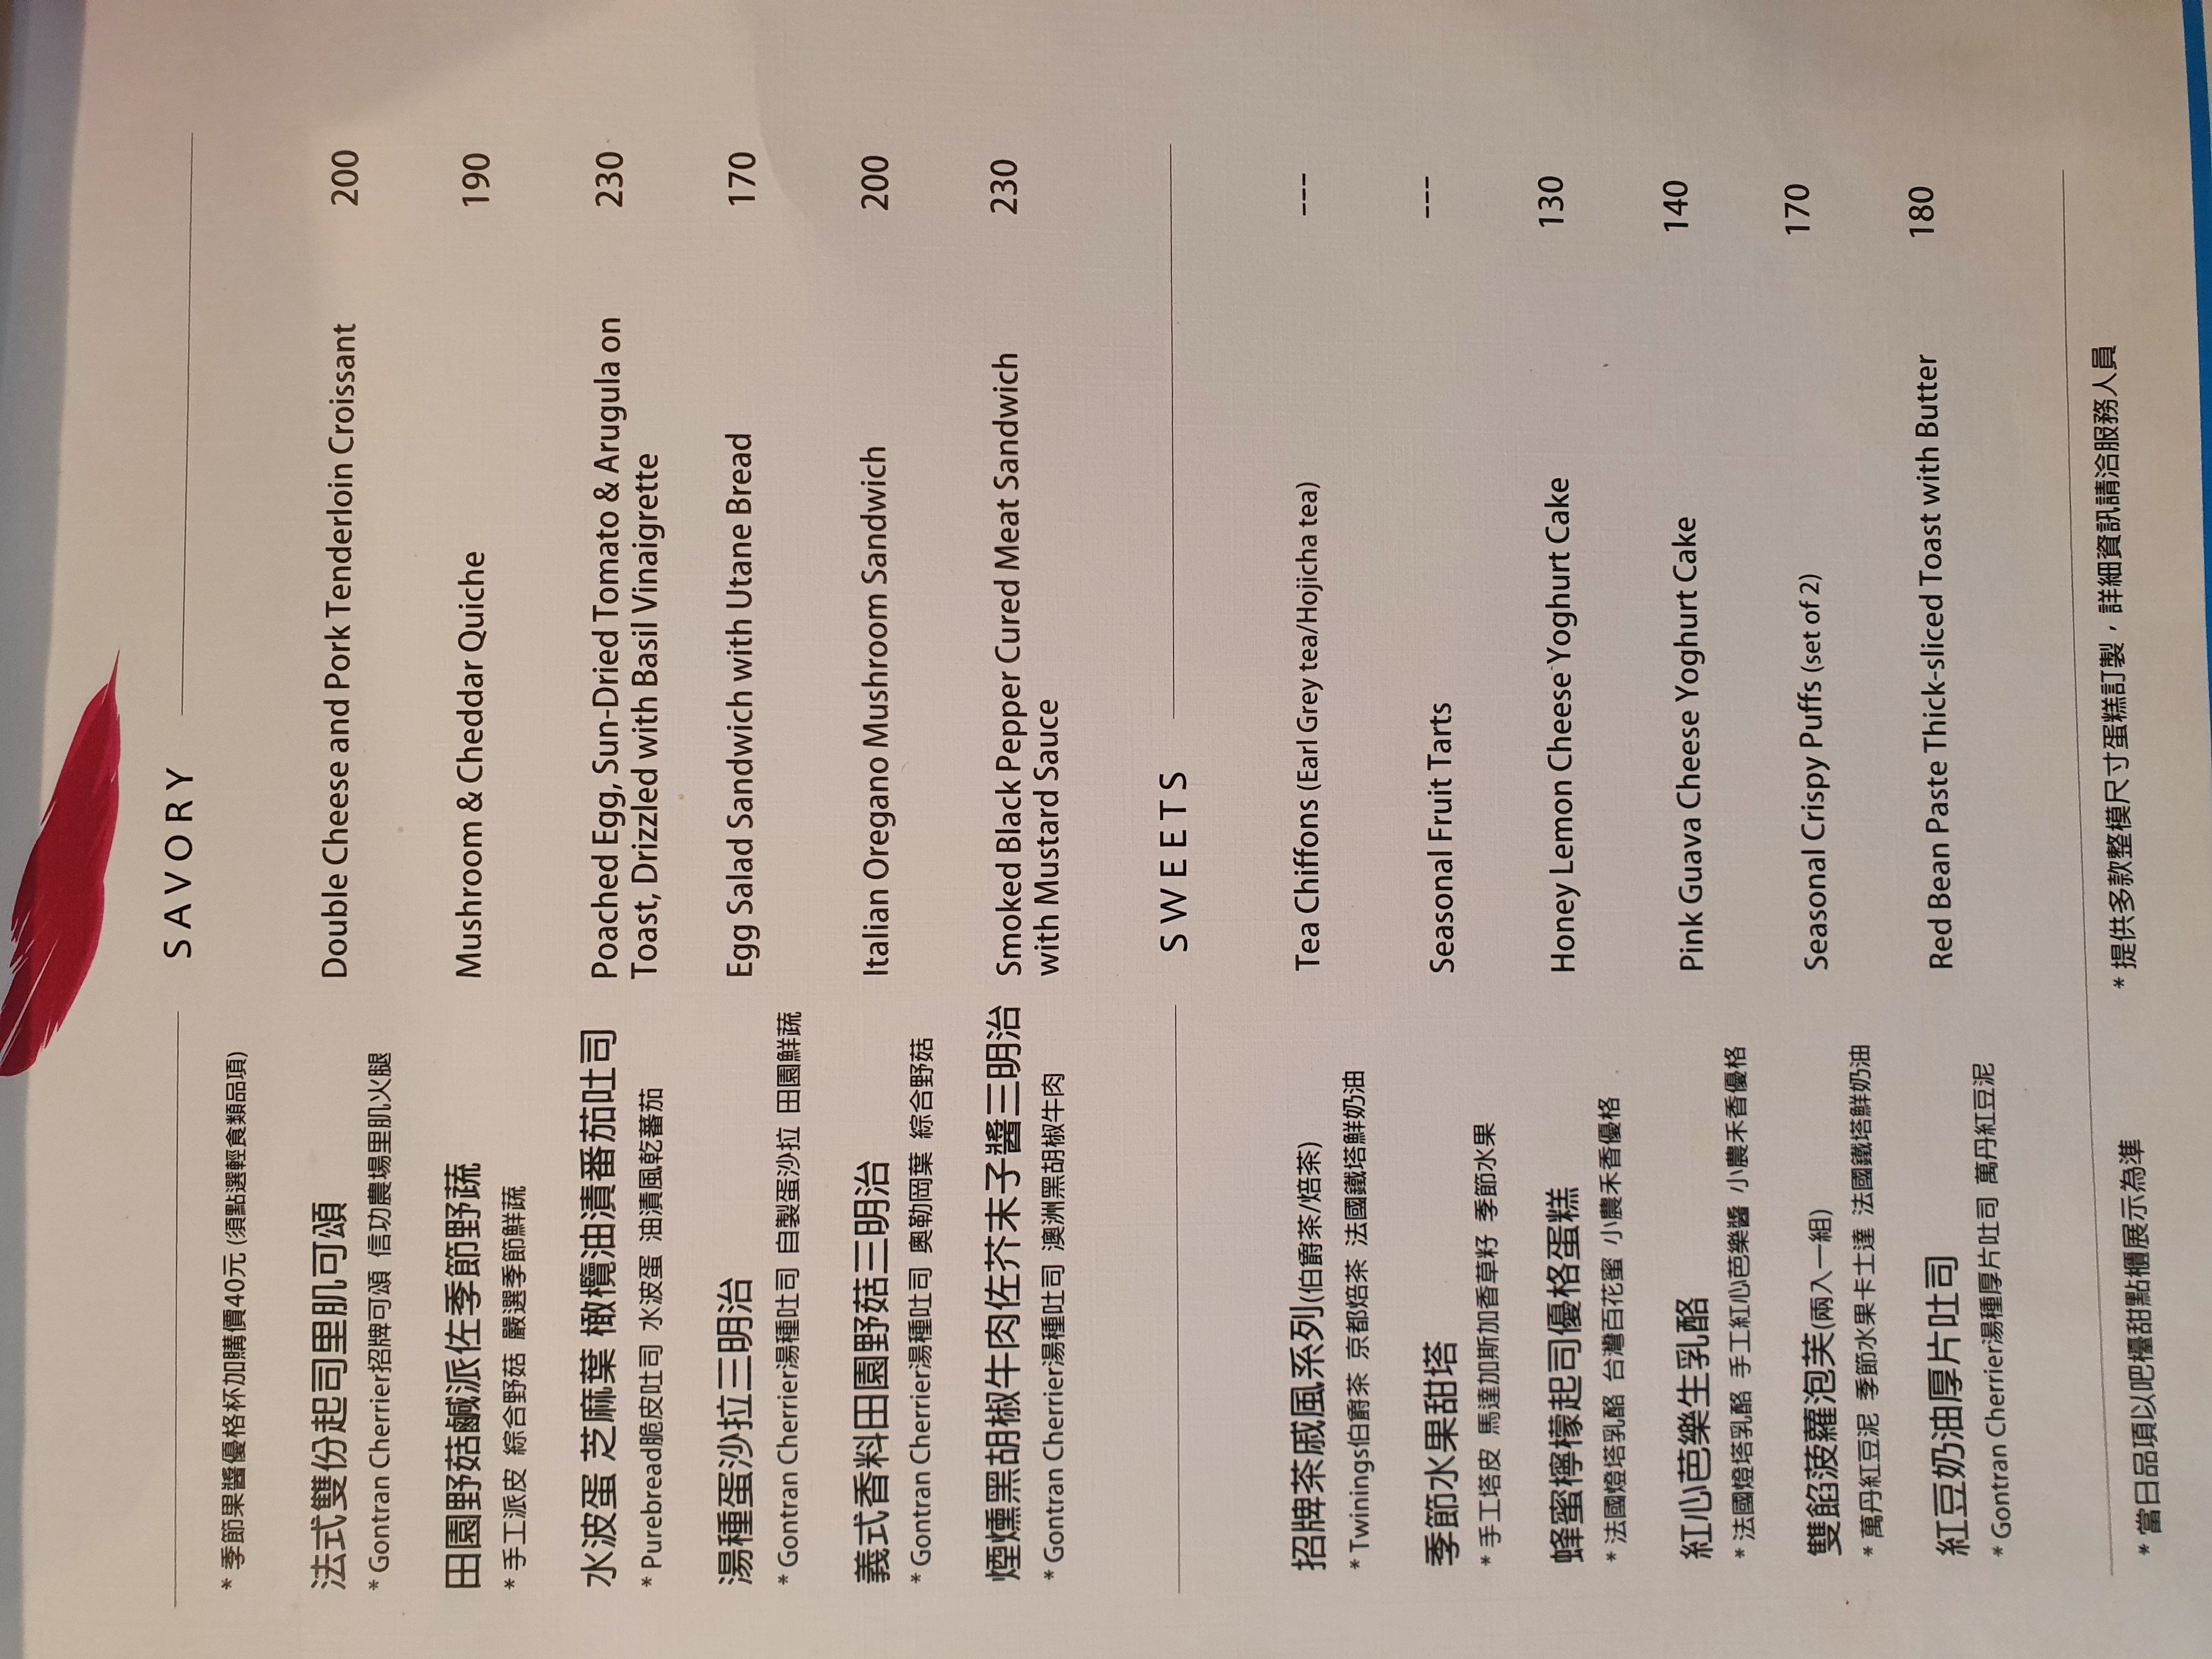 SAVORY
* 季節果醬優格杯加購價40元 (須點選輕食類品項)
法式雙份起司里肌可頌 Double Cheese and Pork Tenderloin Croissant 200
* Gontran Cherrier招牌可頌 信功農場里肌火腿
田園野菇鹹派佐季節野蔬 Mushroom & Cheddar Quiche 190
* 手工派皮 綜合野菇 嚴選季節鮮蔬
水波蛋 芝麻葉 橄欖油漬番茄吐司 Poached Egg, Sun-Dried Tomato & Arugula on 230
Toast, Drizzled with Basil Vinaigrette
* Purebread脆皮吐司 水波蛋 油漬風乾蕃茄
湯種蛋沙拉三明治 Egg Salad Sandwich with Utane Bread 170
* Gontran Cherrier湯種吐司 自製蛋沙拉 田園鮮蔬
義式香料田園野菇三明治 Italian Oregano Mushroom Sandwich 200
* Gontran Cherrier湯種吐司 奧勒岡葉 綜合野菇
煙燻黑胡椒牛肉佐芥末子醬三明治 Smoked Black Pepper Cured Meat Sandwich 230
with Mustard Sauce
* Gontran Cherrier湯種吐司 澳洲黑胡椒牛肉
SWEETS
招牌茶戚風系列(伯爵茶/焙茶) Tea Chiffons (Earl Grey tea/Hojicha tea) ---
* Twinings伯爵茶 京都焙茶 法國鐵塔鮮奶油
季節水果甜塔 Seasonal Fruit Tarts ---
* 手工塔皮 馬達加斯加香草籽 季節水果
蜂蜜檸檬起司優格蛋糕 Honey Lemon Cheese Yoghurt Cake 130
* 法國燈塔乳酪 台灣百花蜜 小農禾香優格
紅心芭樂生乳酪 Pink Guava Cheese Yoghurt Cake 140
* 法國燈塔乳酪 手工紅心芭樂醬 小農禾香優格
雙餡菠蘿泡芙(兩入一組) Seasonal Crispy Puffs (set of 2) 170
* 萬丹紅豆泥 季節水果卡士達 法國鐵塔鮮奶油
紅豆奶油厚片吐司 Red Bean Paste Thick-sliced Toast with Butter 180
* Gontran Cherrier湯種厚片吐司 萬丹紅豆泥
* 當日品項以吧檯甜點櫃展示為準 * 提供多款整模尺寸蛋糕訂製，詳細資訊請洽服務人員